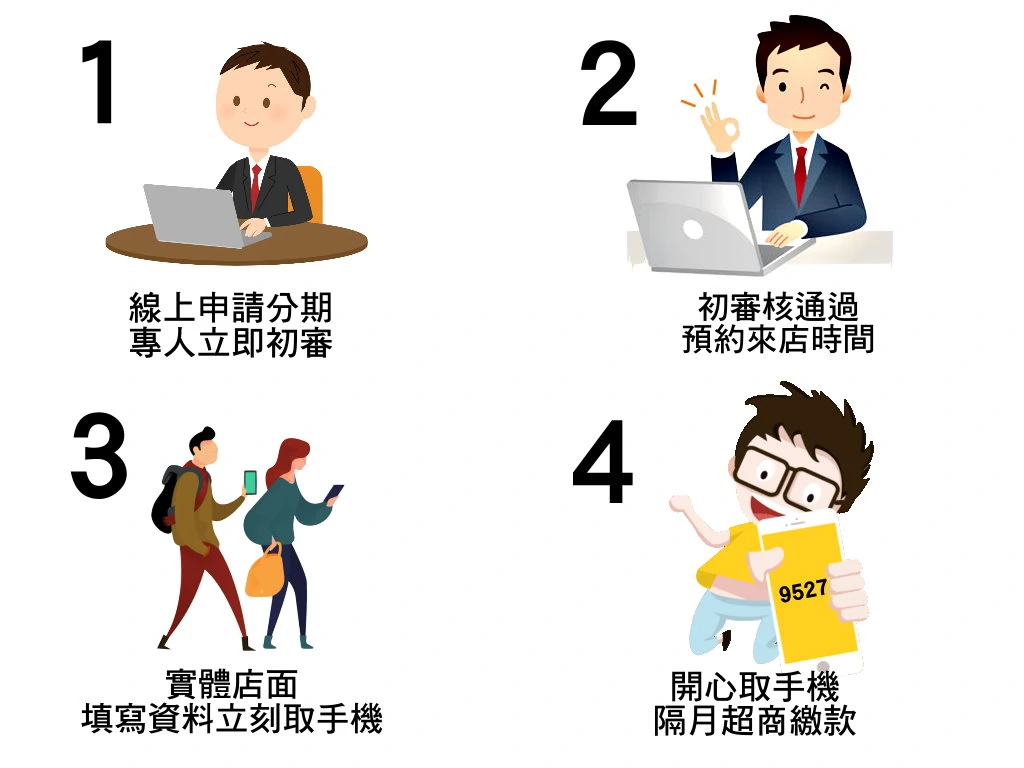 1
線上申請分期
專人立即初審
2
初審核通過
預約來店時間
3
實體店面
填寫資料立刻取手機
4
9527
開心取手機
隔月超商繳款